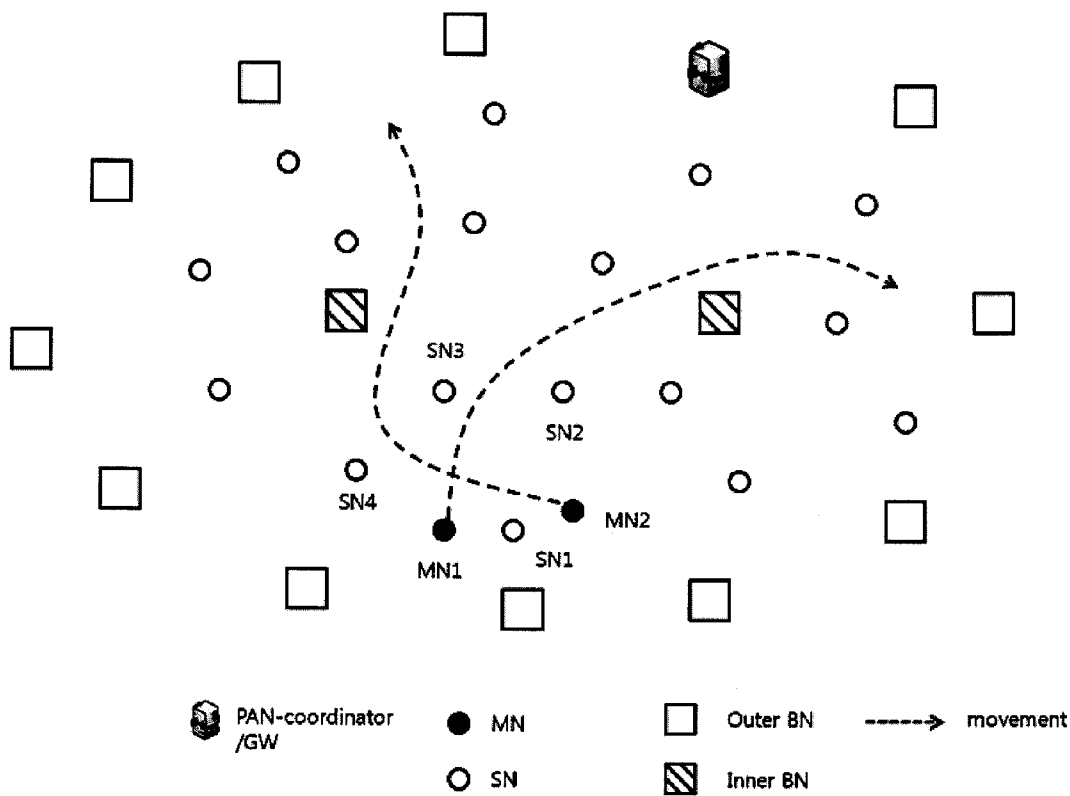 SN3
SN2
SN4
MN2
SN1
MN1
PAN-coordinator
/GW
MN
Outer BN
movement
SN
Inner BN